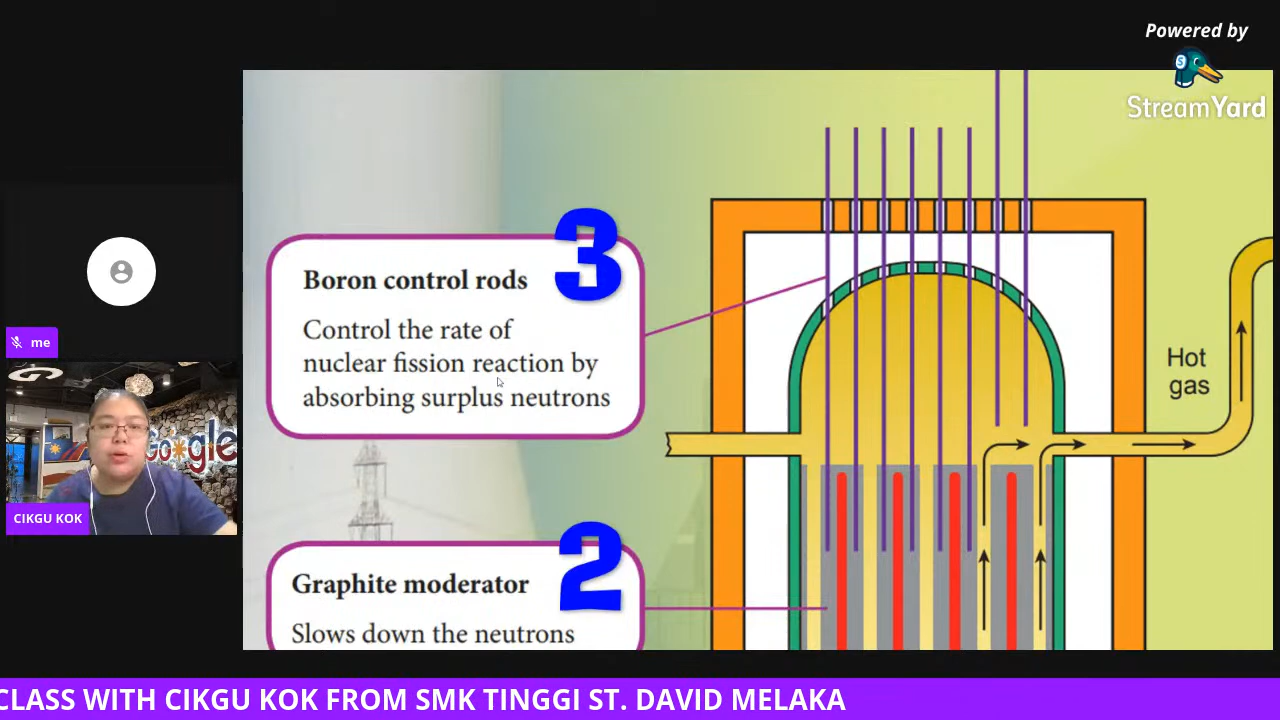 Powered by
StreamYard
3
Boron control rods
Control the rate of
nuclear fission reaction by
absorbing surplus neutrons
Hot
gas
2
Graphite moderator
Slows down the neutrons
me
Google
CIKGU KOK
CLASS WITH CIKGU KOK FROM SMK TINGGI ST. DAVID MELAKA